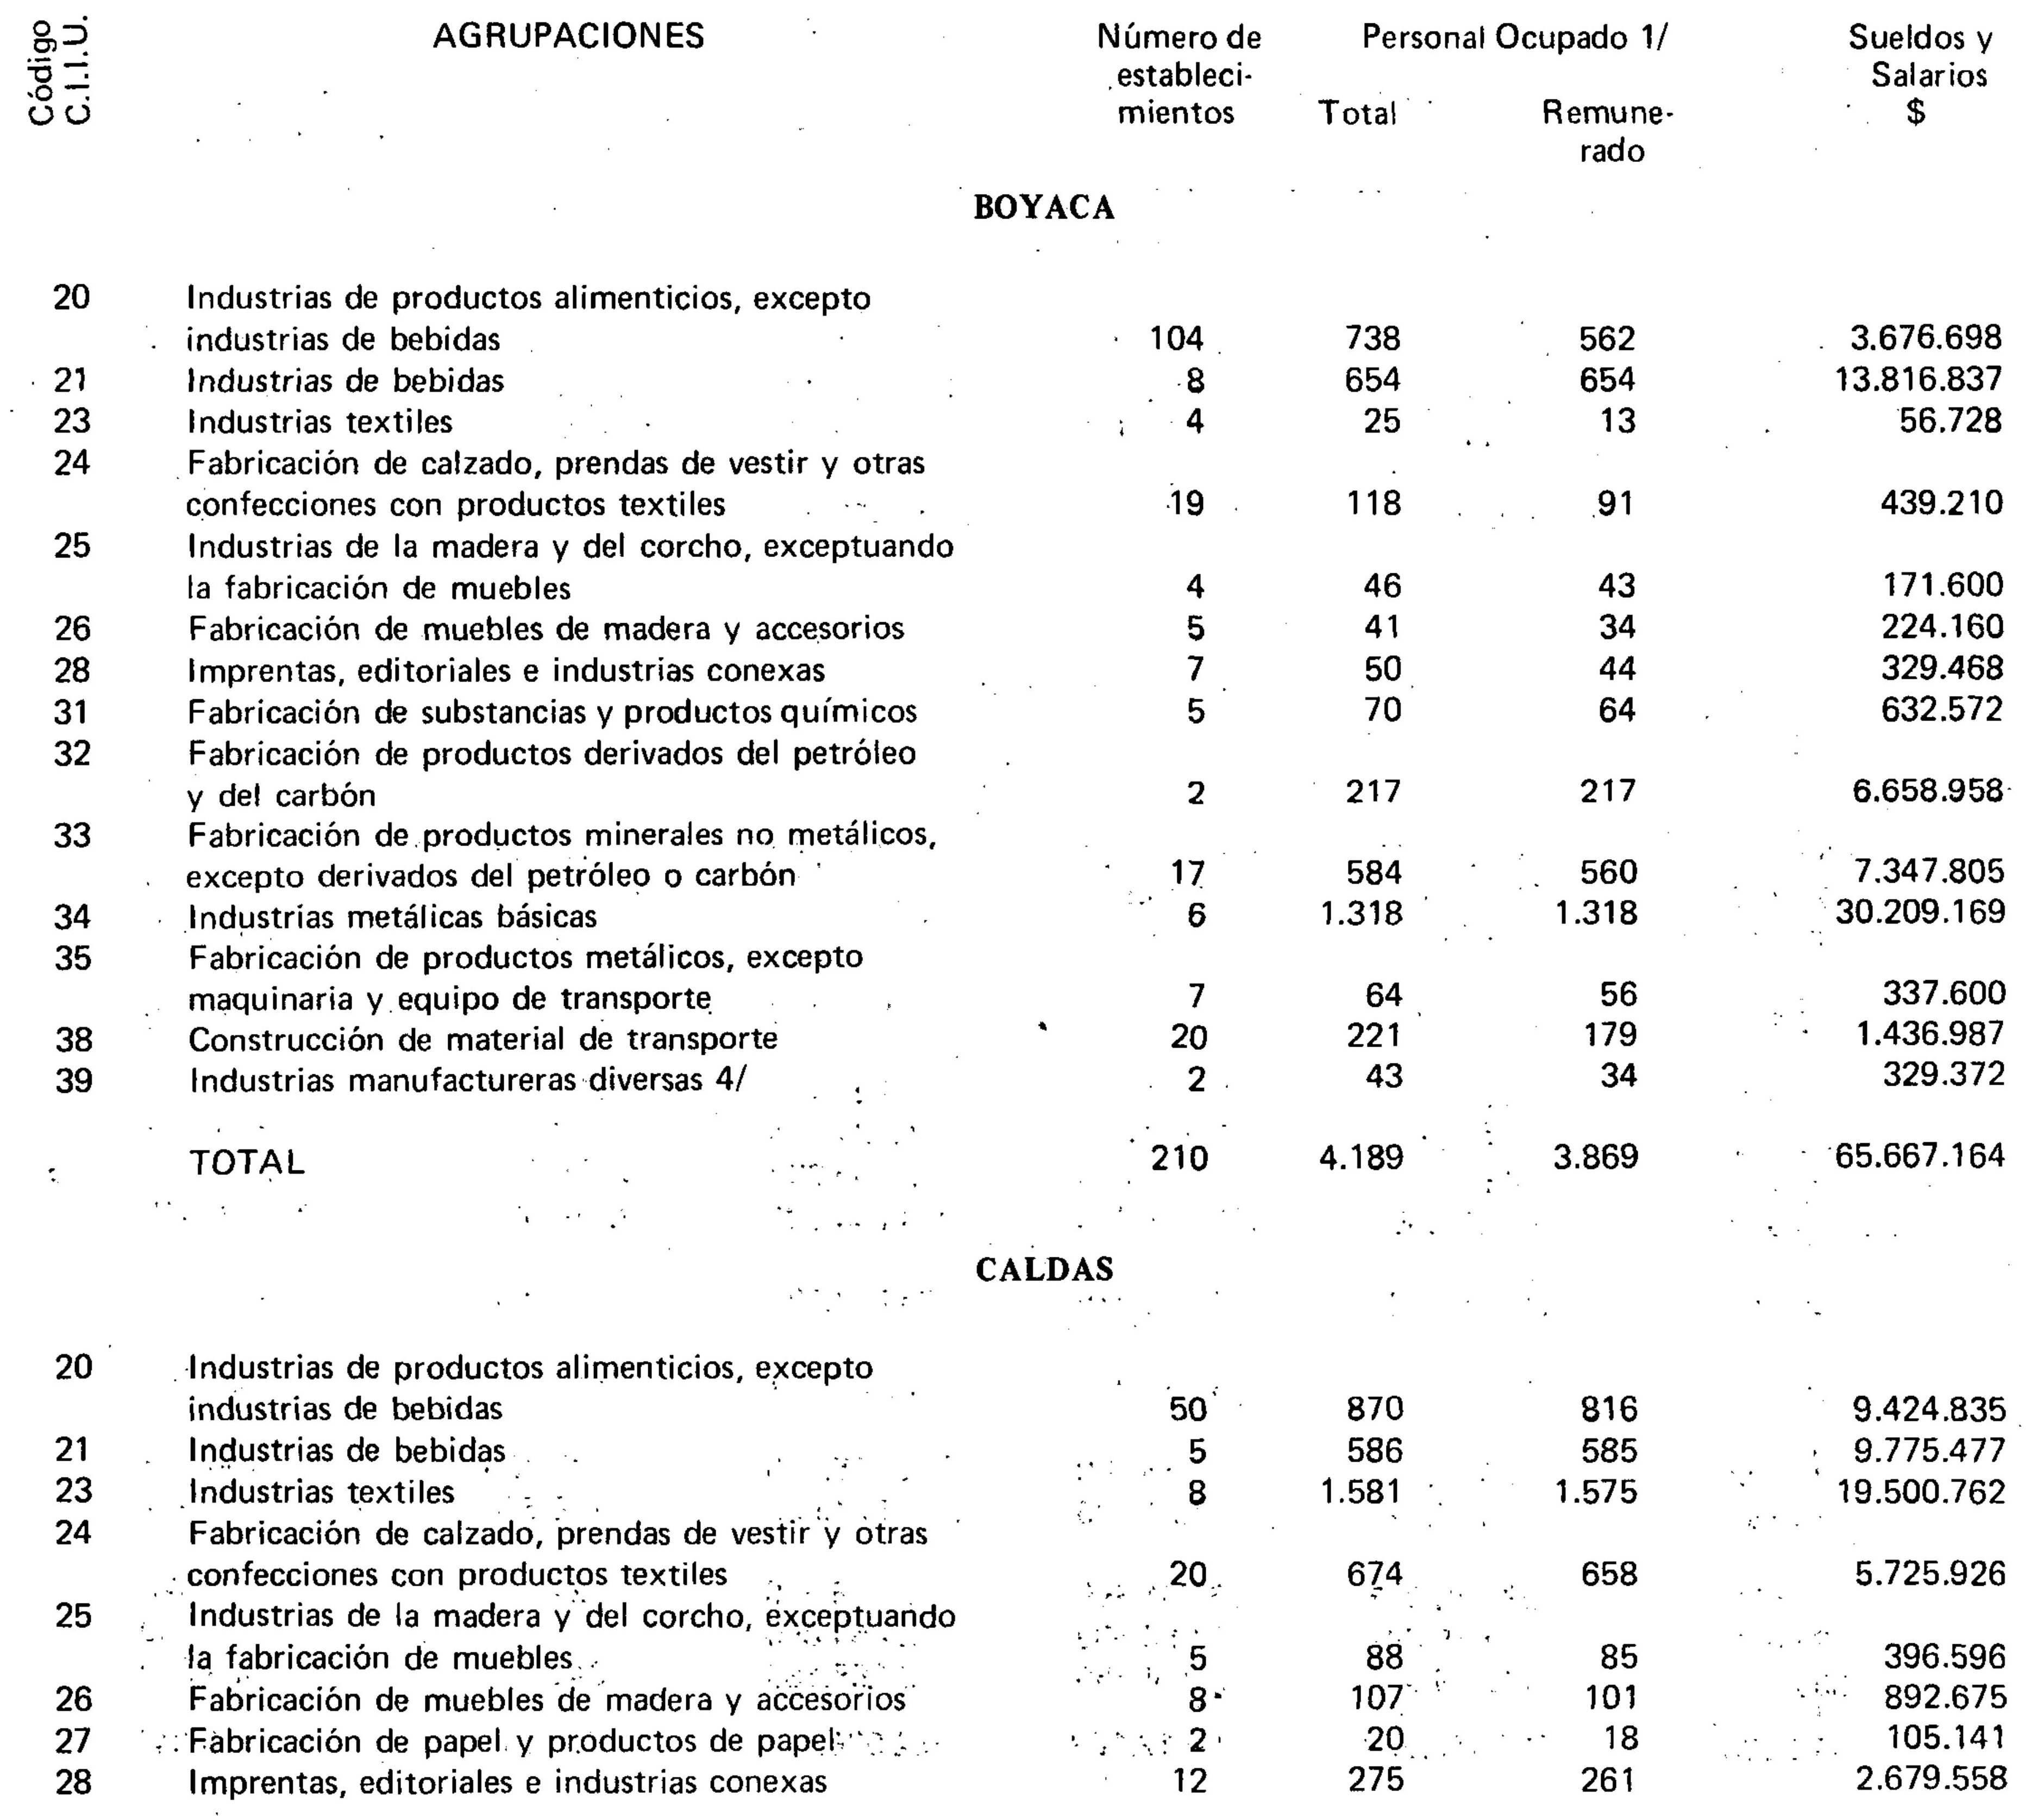 Código C.I.I.U. AGRUPACIONES Número de Personal Ocupado 1/ Sueldos y
estableci- Salarios
mientos Total Remune- $
rado
BOYACA
20 Industrias de productos alimenticios, excepto
industrias de bebidas 104 738 562 3.676.698
21 Industrias de bebidas 8 654 654 13.816.837
23 Industrias textiles 4 25 13 56.728
24 Fabricación de calzado, prendas de vestir y otras
confecciones con productos textiles 19 118 91 439.210
25 Industrias de la madera y del corcho, exceptuando
la fabricación de muebles 4 46 43 171.600
26 Fabricación de muebles de madera y accesorios 5 41 34 224.160
28 Imprentas, editoriales e industrias conexas 7 50 44 329.468
31 Fabricación de substancias y productos químicos 5 70 64 632.572
32 Fabricación de productos derivados del petróleo
y del carbón 2 217 217 6.658.958
33 Fabricación de productos minerales no metálicos,
excepto derivados del petróleo o carbón 17 584 560 7.347.805
34 Industrias metálicas básicas 6 1.318 1.318 30.209.169
35 Fabricación de productos metálicos, excepto
maquinaria y equipo de transporte 7 64 56 337.600
38 Construcción de material de transporte 20 221 179 1.436.987
39 Industrias manufactureras diversas 4/ 2 43 34 329.372
TOTAL 210 4.189 3.869 65.667.164
CALDAS
20 Industrias de productos alimenticios, excepto
industrias de bebidas 50 870 816 9.424.835
21 Industrias de bebidas 5 586 585 9.775.477
23 Industrias textiles 8 1.581 1.575 19.500.762
24 Fabricación de calzado, prendas de vestir y otras
confecciones con productos textiles 20 674 658 5.725.926
25 Industrias de la madera y del corcho, exceptuando
la fabricación de muebles 5 88 85 396.596
26 Fabricación de muebles de madera y accesorios 8 107 101 892.675
27 Fabricación de papel y productos de papel 2 20 18 105.141
28 Imprentas, editoriales e industrias conexas 12 275 261 2.679.558